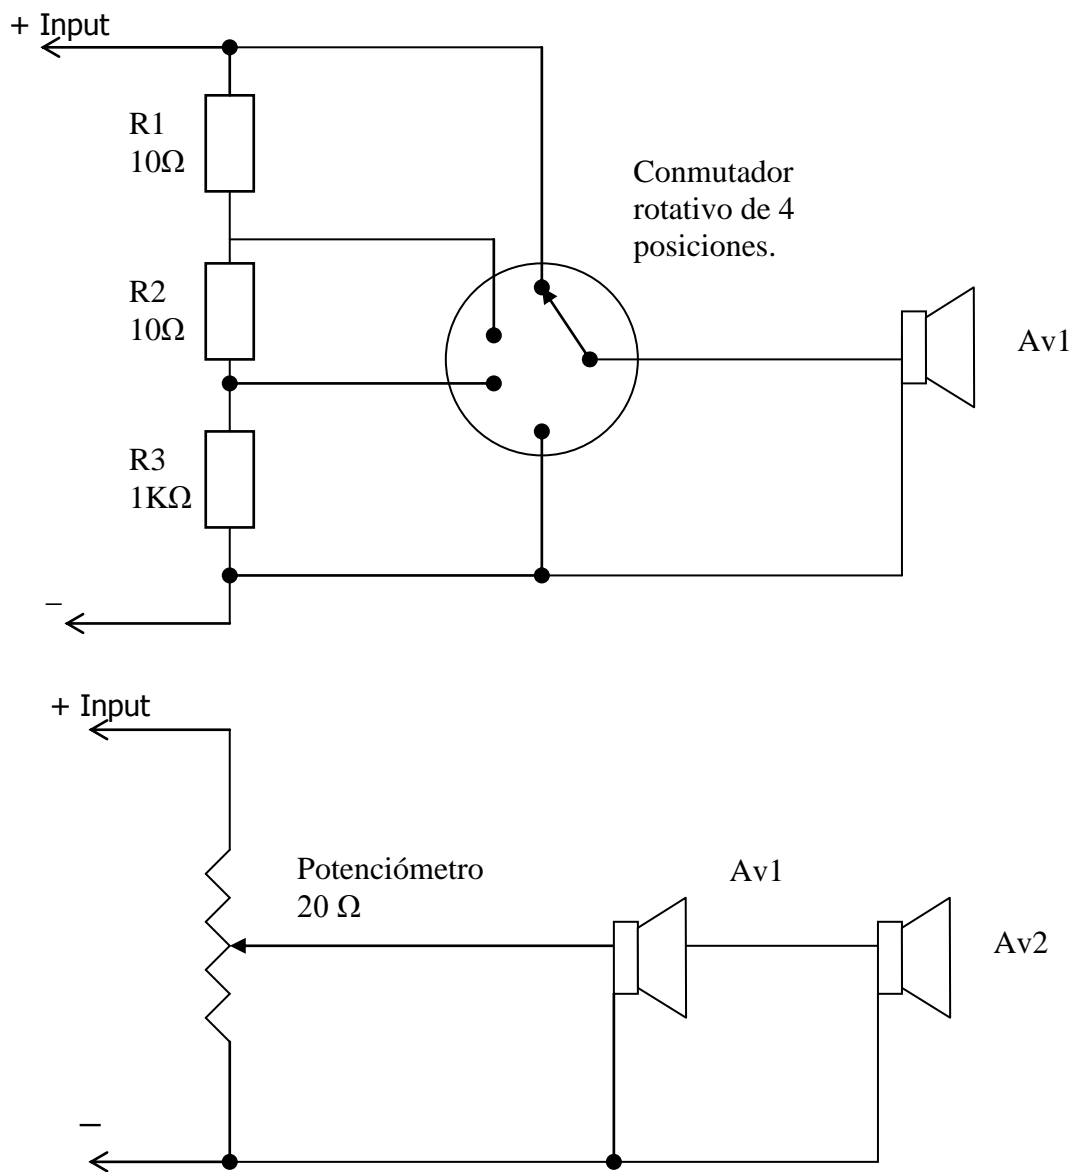 + Input
R1
10Ω
Conmutador
rotativo de 4
posiciones.
R2
10Ω
Av1
R3
1KΩ
–
+ Input
Potenciómetro
20 Ω
Av1
Av2
–